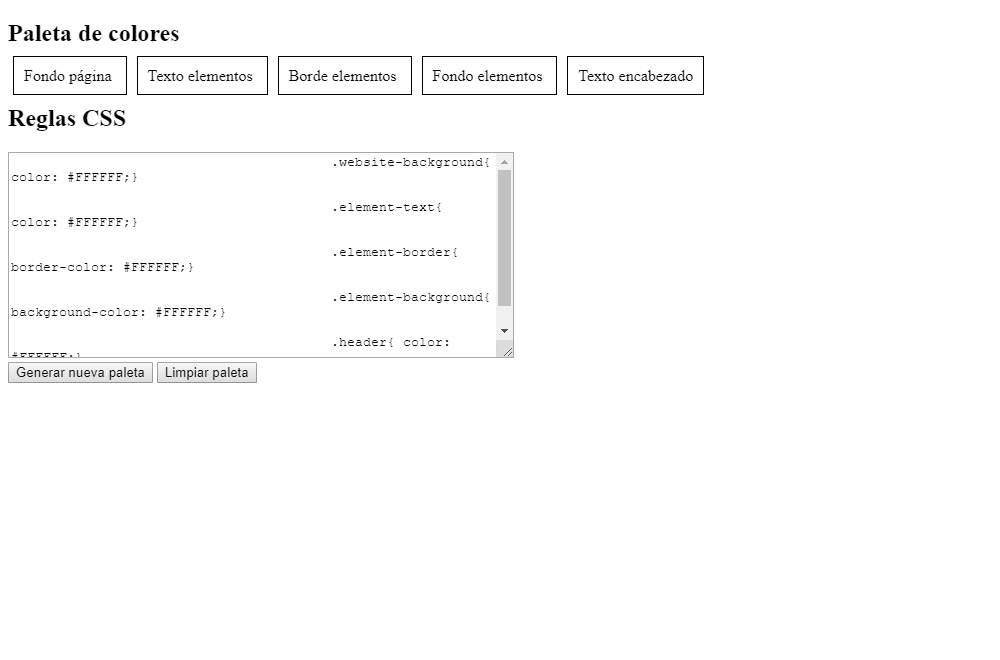 Paleta de colores
Fondo página Texto elementos Borde elementos Fondo elementos Texto encabezado
Reglas CSS
.website-background{
color: #FFFFFF;}
.element-text{
color: #FFFFFF;}
.element-border{
border-color: #FFFFFF;}
.element-background{
background-color: #FFFFFF;}
.header{ color:
#FFFFFF;}
Generar nueva paleta Limpiar paleta